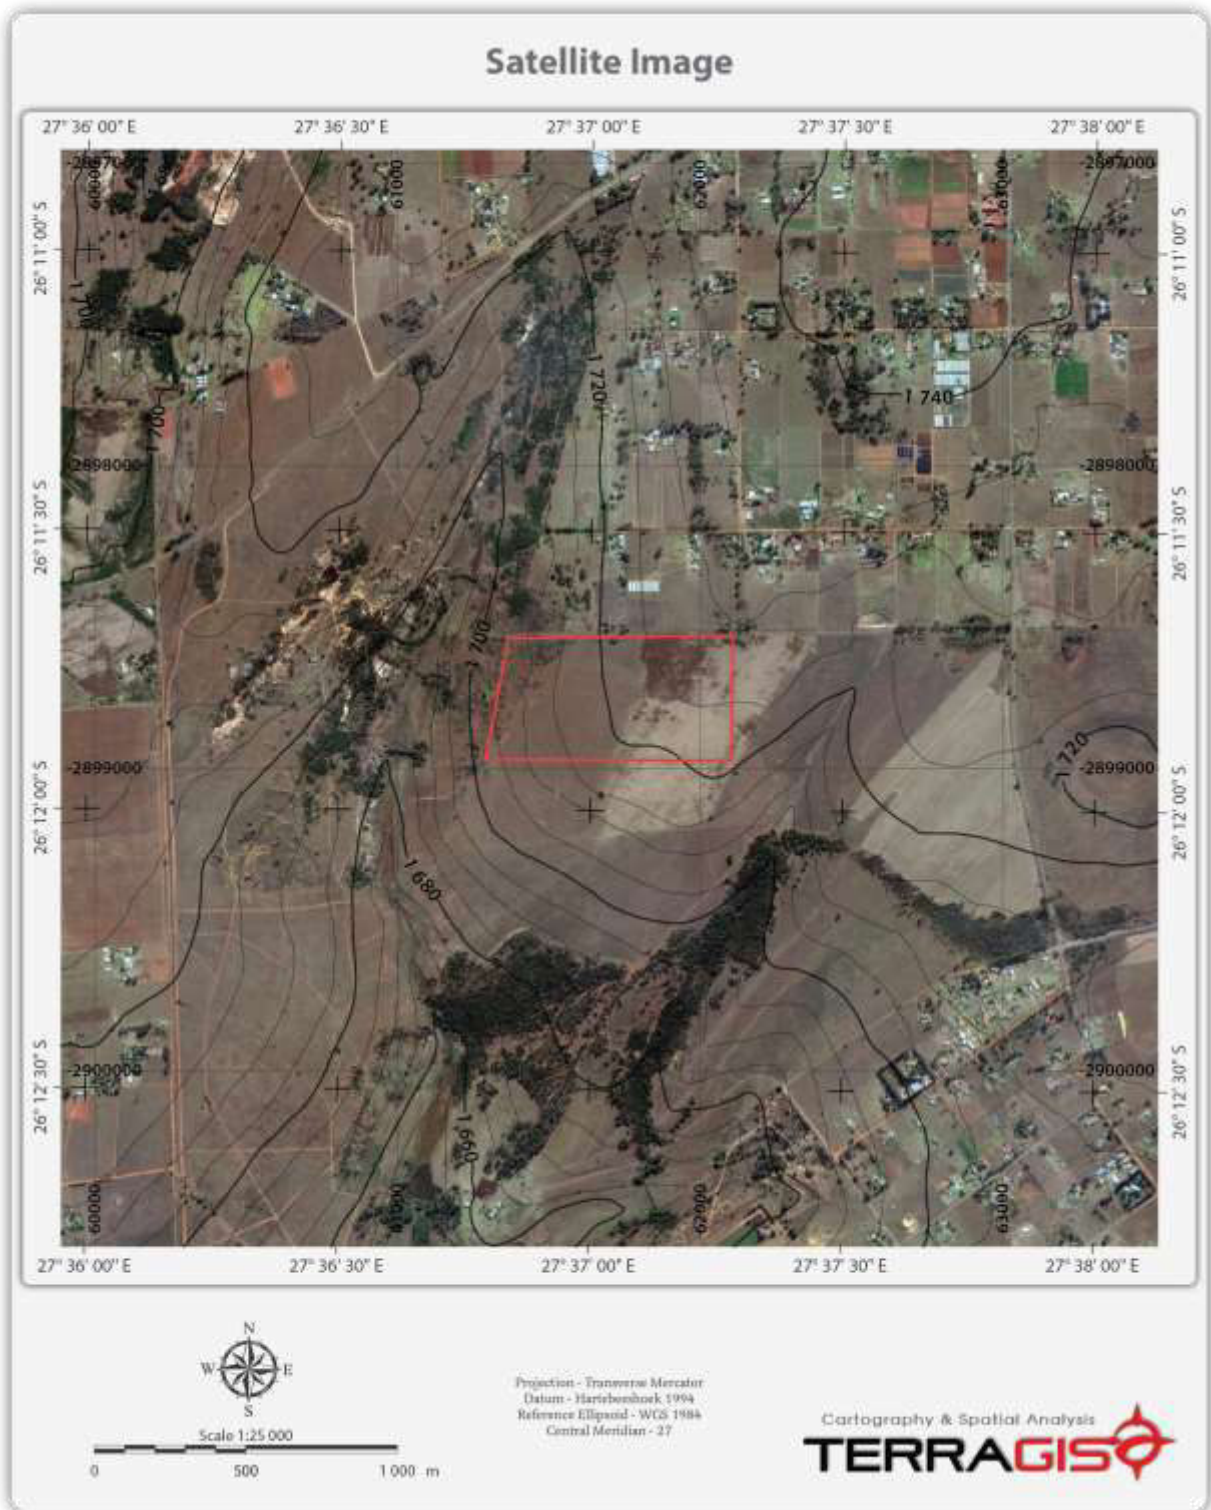 Satellite Image
27° 36' 00" E 27° 36' 30" E 27° 37' 00" E 27° 37' 30" E 27° 38' 00" E
61000 62000 63000 -2897000
26° 11' 00" S 26° 11' 00" S
1 720
1 740
1 700
-2898000 -2898000
26° 11' 30" S 26° 11' 30" S
1 700
1 720
-2899000 -2899000
26° 12' 00" S 26° 12' 00" S
1 680
-2900000 -2900000
26° 12' 30" S 26° 12' 30" S
1 660
60000 61000 62000 63000
27° 36' 00" E 27° 36' 30" E 27° 37' 00" E 27° 37' 30" E 27° 38' 00" E
N
W E
S
Scale 1:25 000
0 500 1 000 m
Projection - Transverse Mercator
Datum - Hartebeeshoek 1994
Reference Ellipsoid - WGS 1984
Central Meridian - 27
Cartography & Spatial Analysis
TERRAGIS